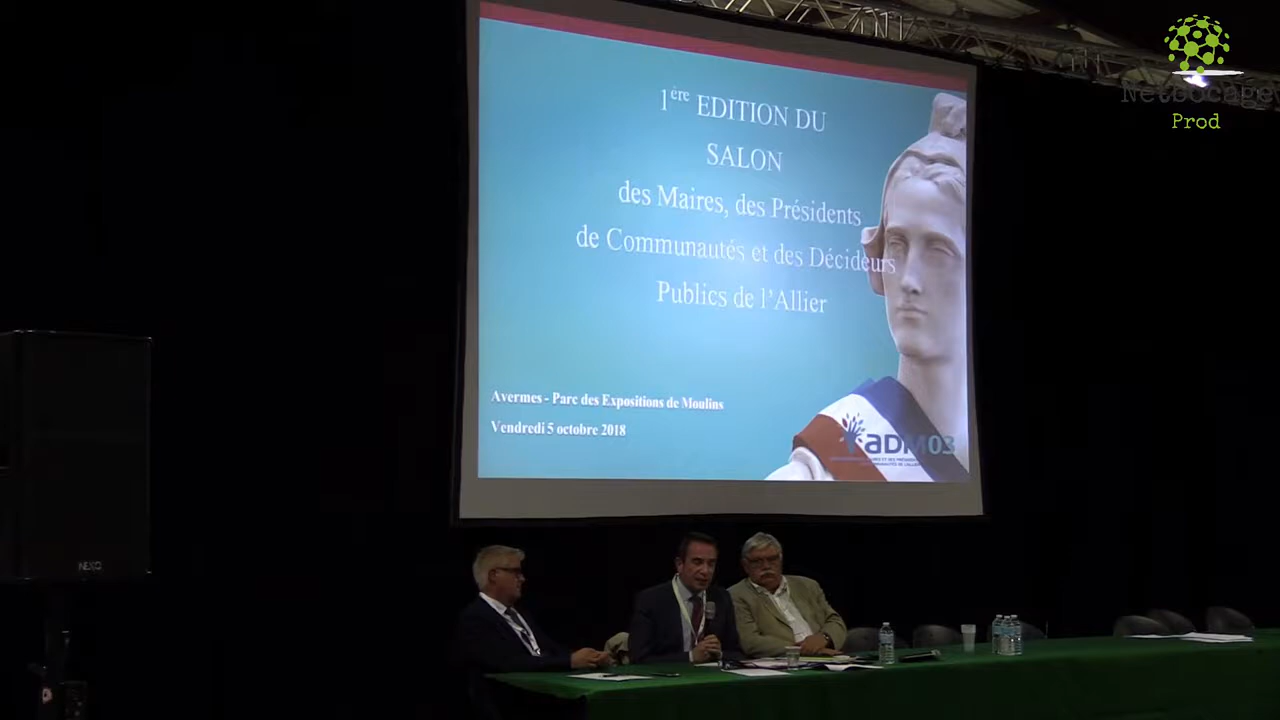 Netbocage
Prod
1ère EDITION DU
SALON
des Maires, des Présidents
de Communautés et des Décideurs
Publics de l'Allier
Avermes - Parc des Expositions de Moulins
Vendredi 5 octobre 2018
aDM03
NEXO